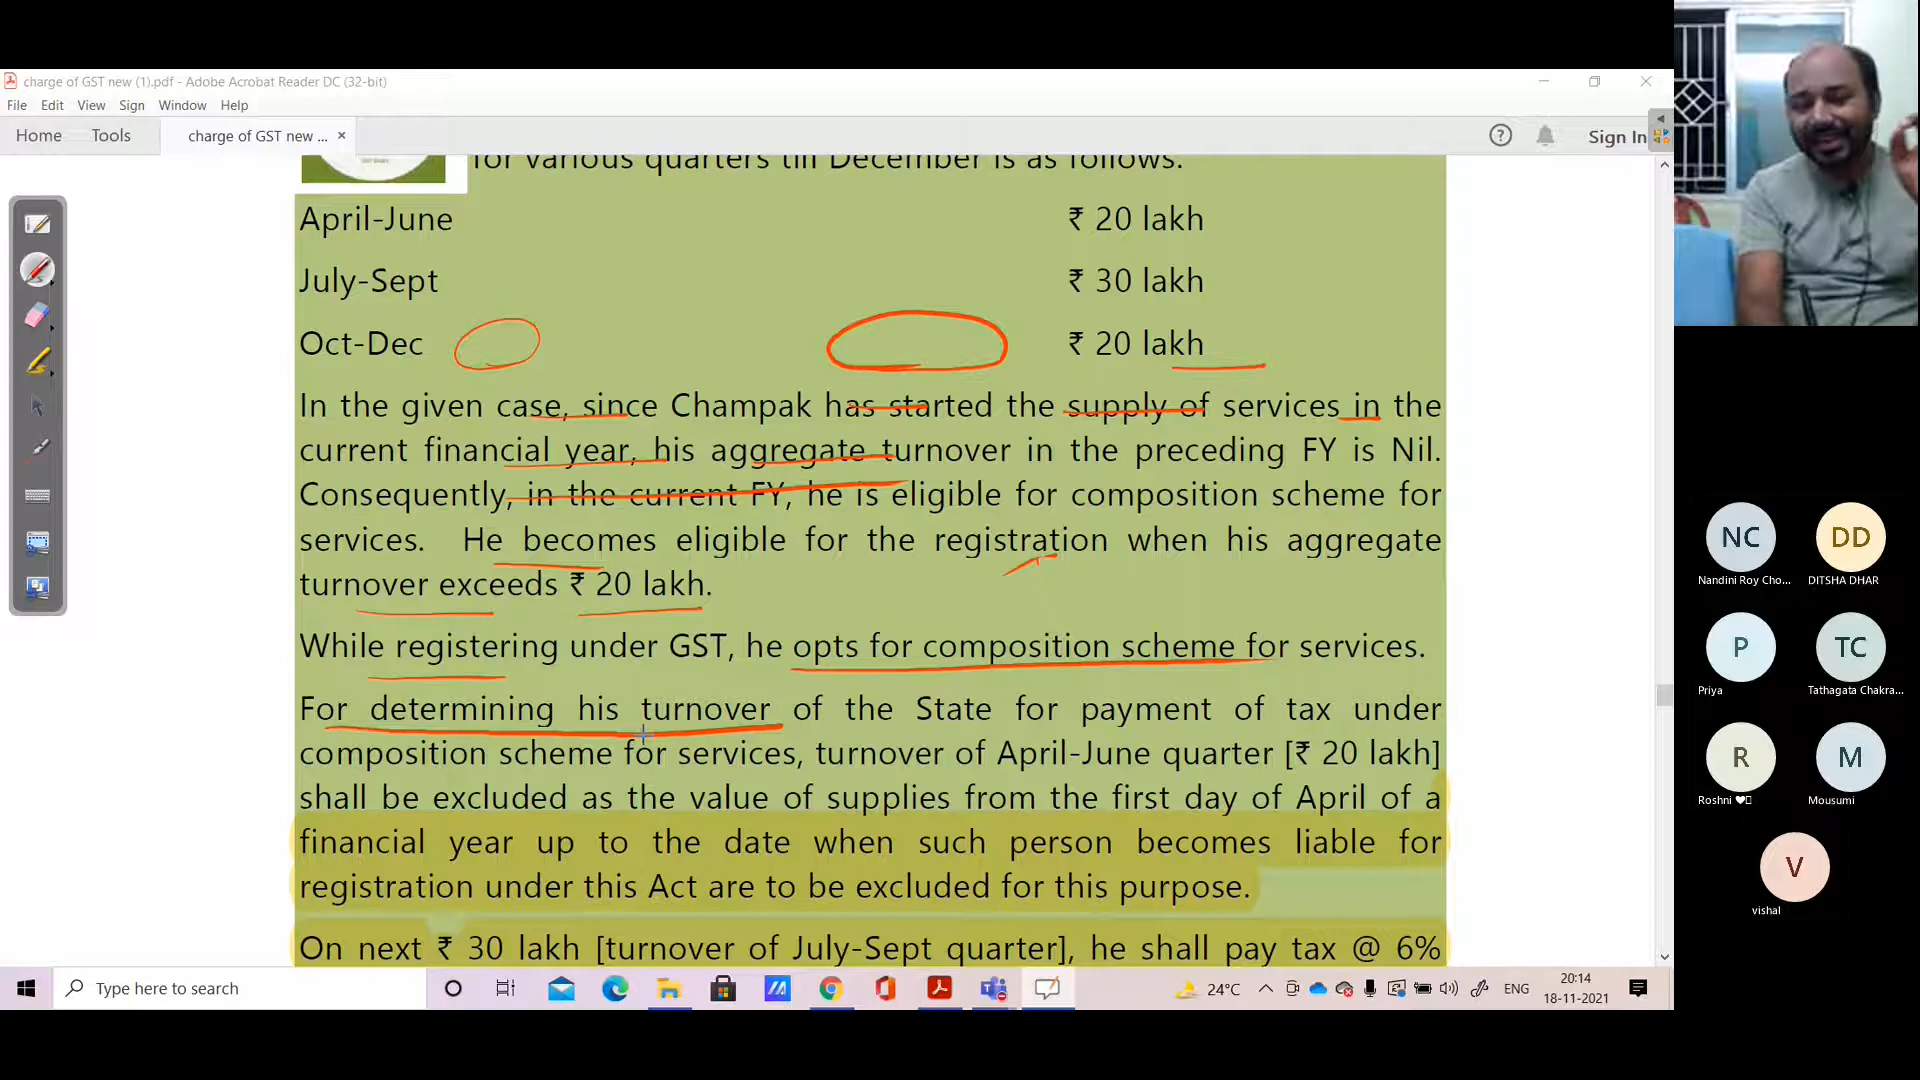 charge of GST new (1).pdf - Adobe Acrobat Reader DC (32-bit)
File Edit View Sign Window Help
Home Tools charge of GST new ... × Sign In
for various quarters till December is as follows:
April-June ₹ 20 lakh
July-Sept ₹ 30 lakh
Oct-Dec ₹ 20 lakh
In the given case, since Champak has started the supply of services in the
current financial year, his aggregate turnover in the preceding FY is Nil.
Consequently, in the current FY, he is eligible for composition scheme for
services. He becomes eligible for the registration when his aggregate
turnover exceeds ₹ 20 lakh.
While registering under GST, he opts for composition scheme for services.
For determining his turnover of the State for payment of tax under
composition scheme for services, turnover of April-June quarter [₹ 20 lakh]
shall be excluded as the value of supplies from the first day of April of a
financial year up to the date when such person becomes liable for
registration under this Act are to be excluded for this purpose.
On next ₹ 30 lakh [turnover of July-Sept quarter], he shall pay tax @ 6%
NC DD
Nandini Roy Cho... DITSHA DHAR
P TC
Priya Tathagata Chakra...
R M
Roshni ❤ Mousumi
V
vishal
Type here to search
24°C ENG 20:14
18-11-2021